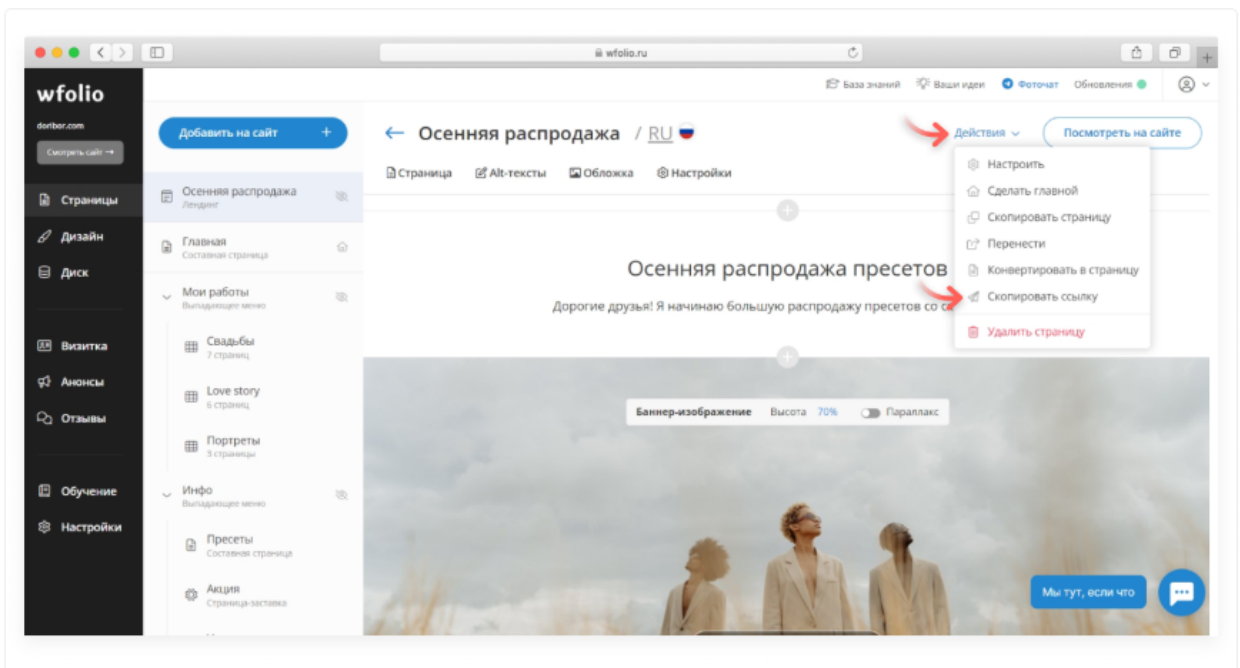 wfolio.ru
wfolio
doribor.com
Смотреть сайт →
Страницы
Дизайн
Диск
Визитка
Анонсы
Отзывы
Обучение
Настройки
База знаний Ваши идеи Фоточат Обновления
Добавить на сайт +
Осенняя распродажа
Лендинг
Главная
Составная страница
Мои работы
Выпадающее меню
Свадьбы
7 страниц
Love story
6 страниц
Портреты
3 страницы
Инфо
Выпадающее меню
Пресеты
Составная страница
Акция
Страница-заставка
← Осенняя распродажа / RU
Действия
Посмотреть на сайте
Страница Alt-тексты Обложка Настройки
Настроить
Сделать главной
Скопировать страницу
Перенести
Конвертировать в страницу
Скопировать ссылку
Удалить страницу
Осенняя распродажа пресетов
Дорогие друзья! Я начинаю большую распродажу пресетов со
Баннер-изображение Высота 70% Параллакс
Мы тут, если что